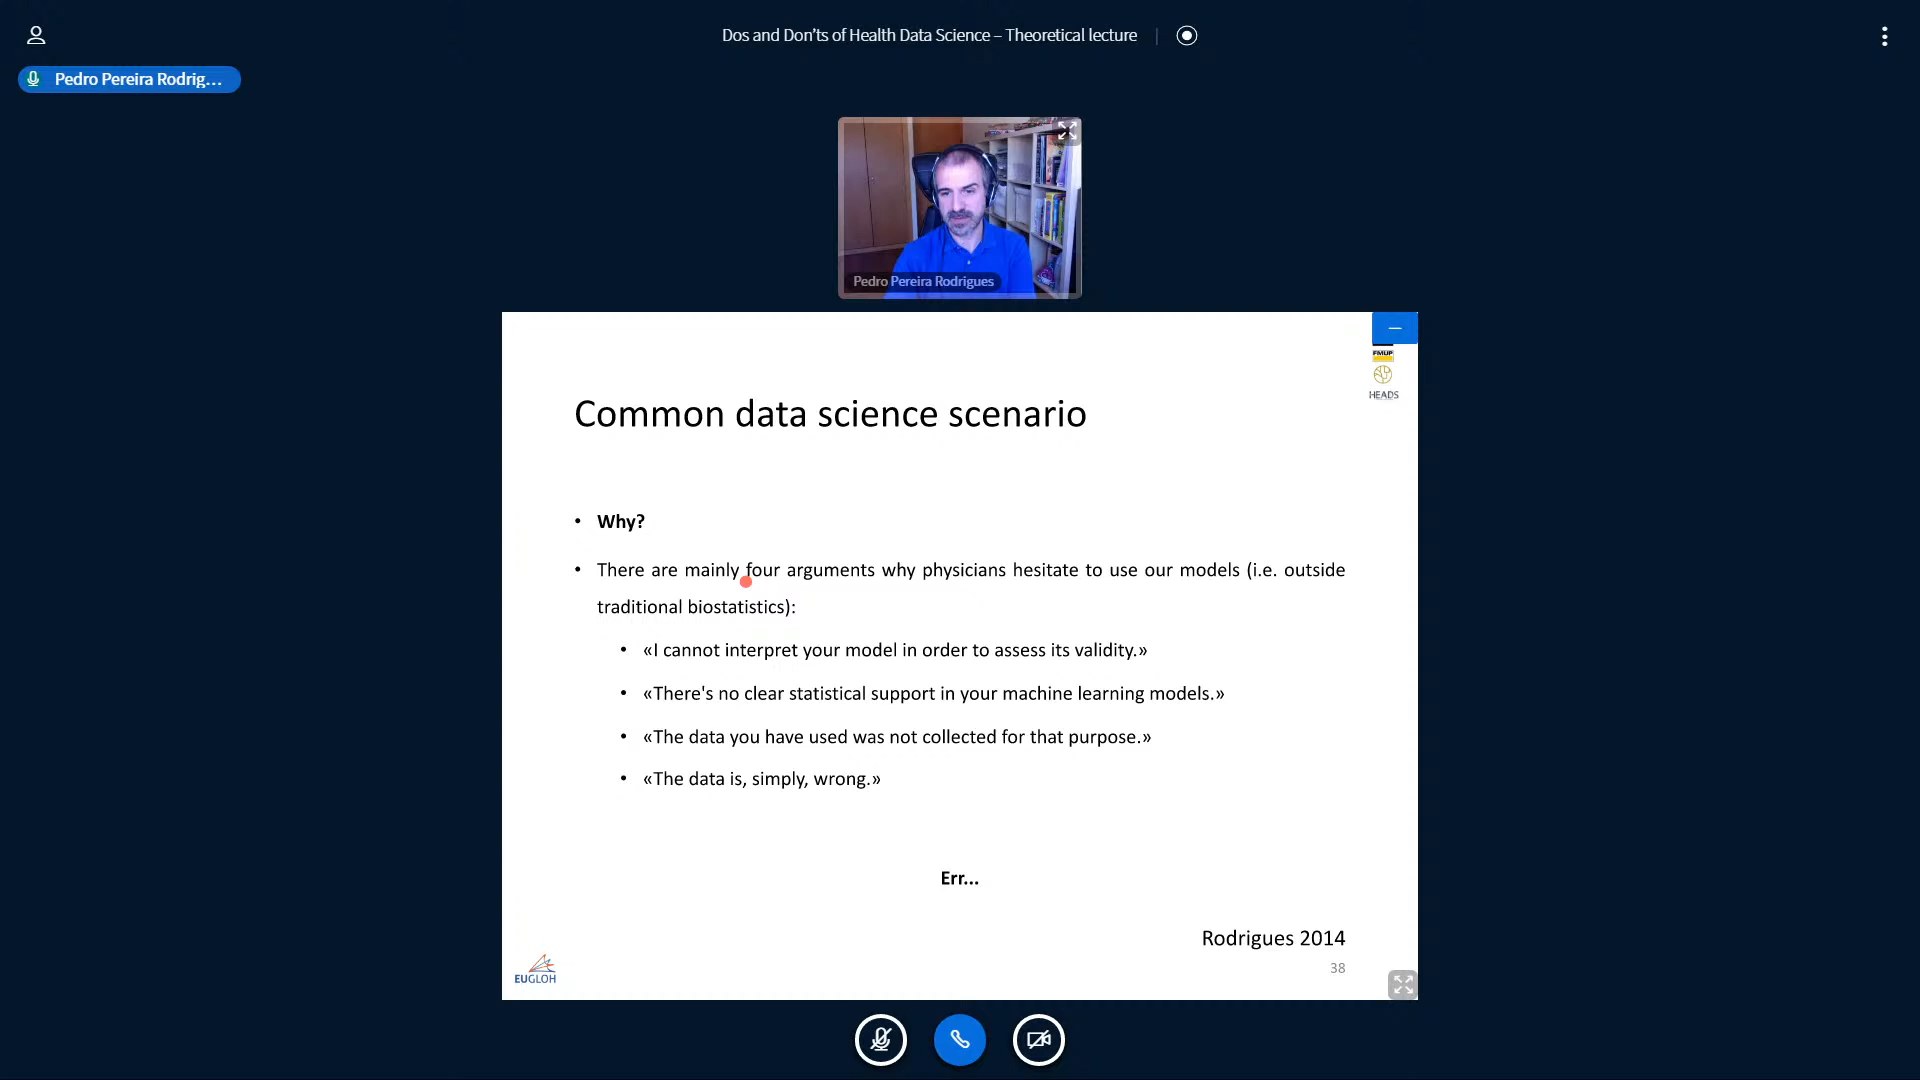 Dos and Don'ts of Health Data Science – Theoretical lecture
Pedro Pereira Rodrig...
Pedro Pereira Rodrigues
FMUP
HEADS
Common data science scenario
• Why?
• There are mainly four arguments why physicians hesitate to use our models (i.e. outside
traditional biostatistics):
• «I cannot interpret your model in order to assess its validity.»
• «There's no clear statistical support in your machine learning models.»
• «The data you have used was not collected for that purpose.»
• «The data is, simply, wrong.»
Err...
Rodrigues 2014
38
EUGLOH